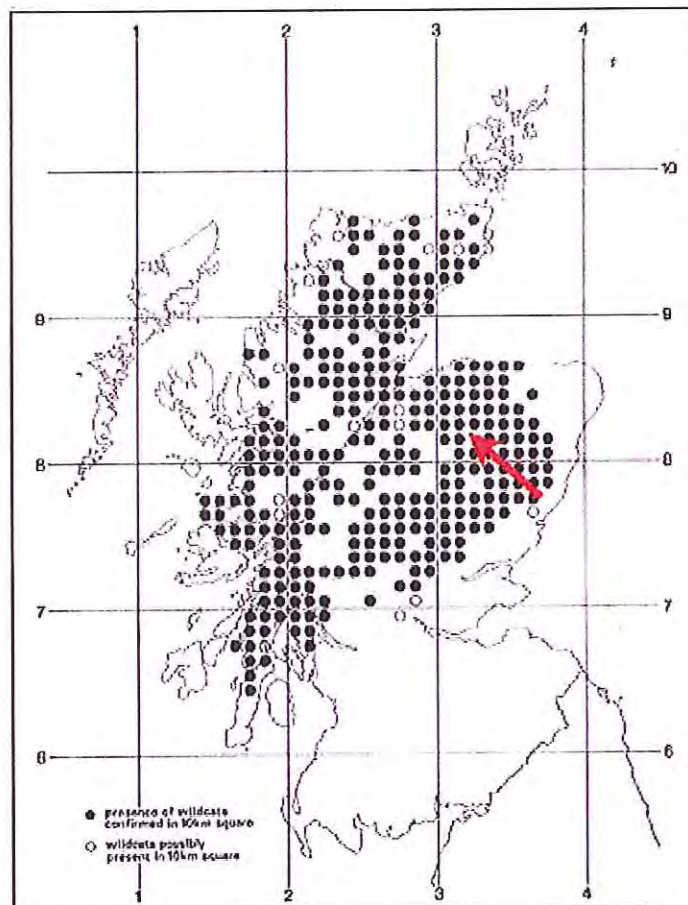 1 2 3 4
10 10
9 9
8 8
7 7
6 6
presence of wildcats
confirmed in 10km square
wildcats possibly
present in 10km square
1 2 3 4